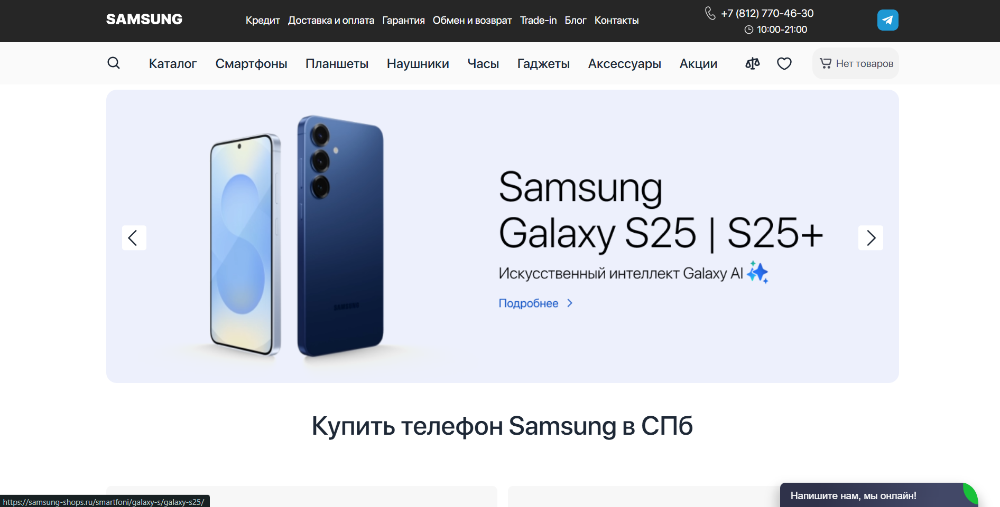 SAMSUNG
Кредит Доставка и оплата Гарантия Обмен и возврат Trade-in Блог Контакты
+7 (812) 770-46-30
10:00-21:00
Каталог Смартфоны Планшеты Наушники Часы Гаджеты Аксессуары Акции
Нет товаров
Samsung
Galaxy S25 | S25+
Искусственный интеллект Galaxy AI
Подробнее
SAMSUNG
Купить телефон Samsung в СПб
Напишите нам, мы онлайн!
https://samsung-shops.ru/smartfoni/galaxy-s/galaxy-s25/